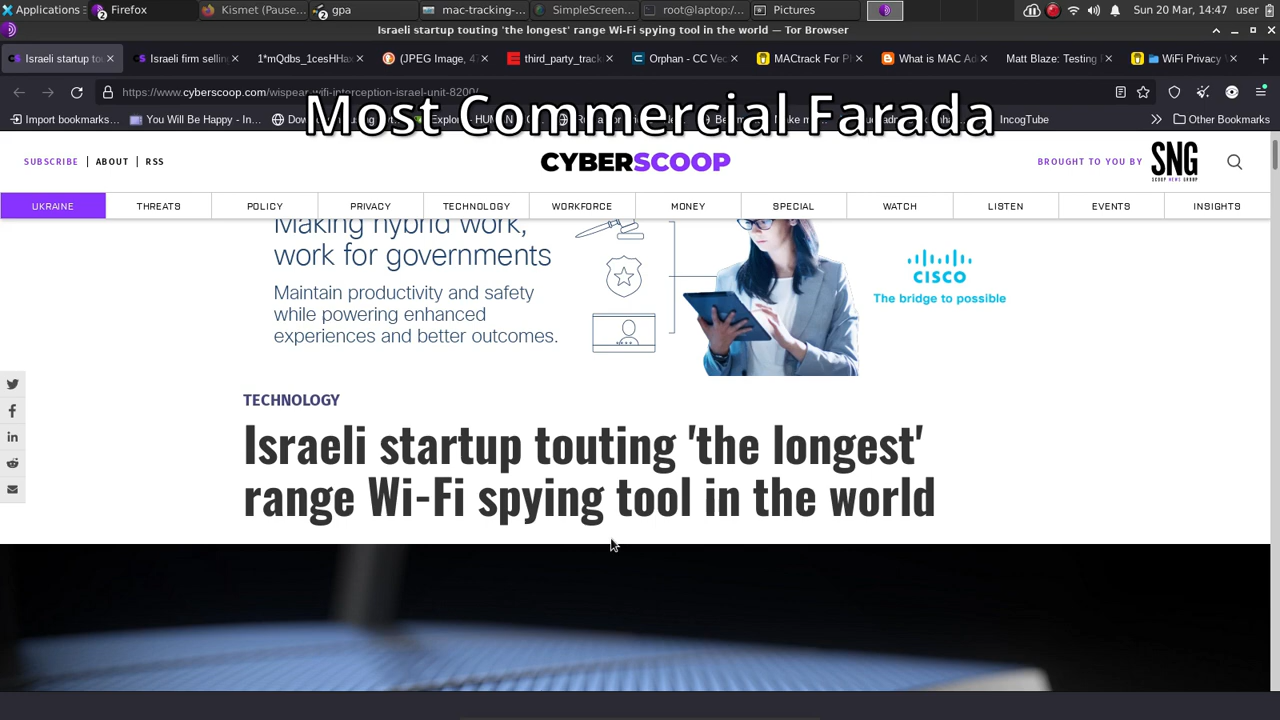 Applications
Firefox
Kismet (Pause...
gpa
mac-tracking-...
SimpleScreen...
root@laptop:/...
Pictures
Sun 20 Mar, 14:47
user
Israeli startup touting 'the longest' range Wi-Fi spying tool in the world — Tor Browser
Israeli startup to
Israeli firm sellin
1*mQdbs_1cesHHa
(JPEG Image, 4
third_party_track
Orphan - CC Vec
MACtrack For Ph
What is MAC Ad
Matt Blaze: Testing F
WiFi Privacy
https://www.cyberscoop.com/wispear-wifi-interception-israel-unit-8200/
Most Commercial Farada
Import bookmarks...
You Will Be Happy - In...
IncogTube
Other Bookmarks
SUBSCRIBE | ABOUT | RSS
CYBERSCOOP
BROUGHT TO YOU BY
SNG
SCOOP NEWS GROUP
UKRAINE
THREATS
POLICY
PRIVACY
TECHNOLOGY
WORKFORCE
MONEY
SPECIAL
WATCH
LISTEN
EVENTS
INSIGHTS
Making hybrid work,
work for governments
Maintain productivity and safety
while powering enhanced
experiences and better outcomes.
CISCO
The bridge to possible
TECHNOLOGY
Israeli startup touting 'the longest'
range Wi-Fi spying tool in the world